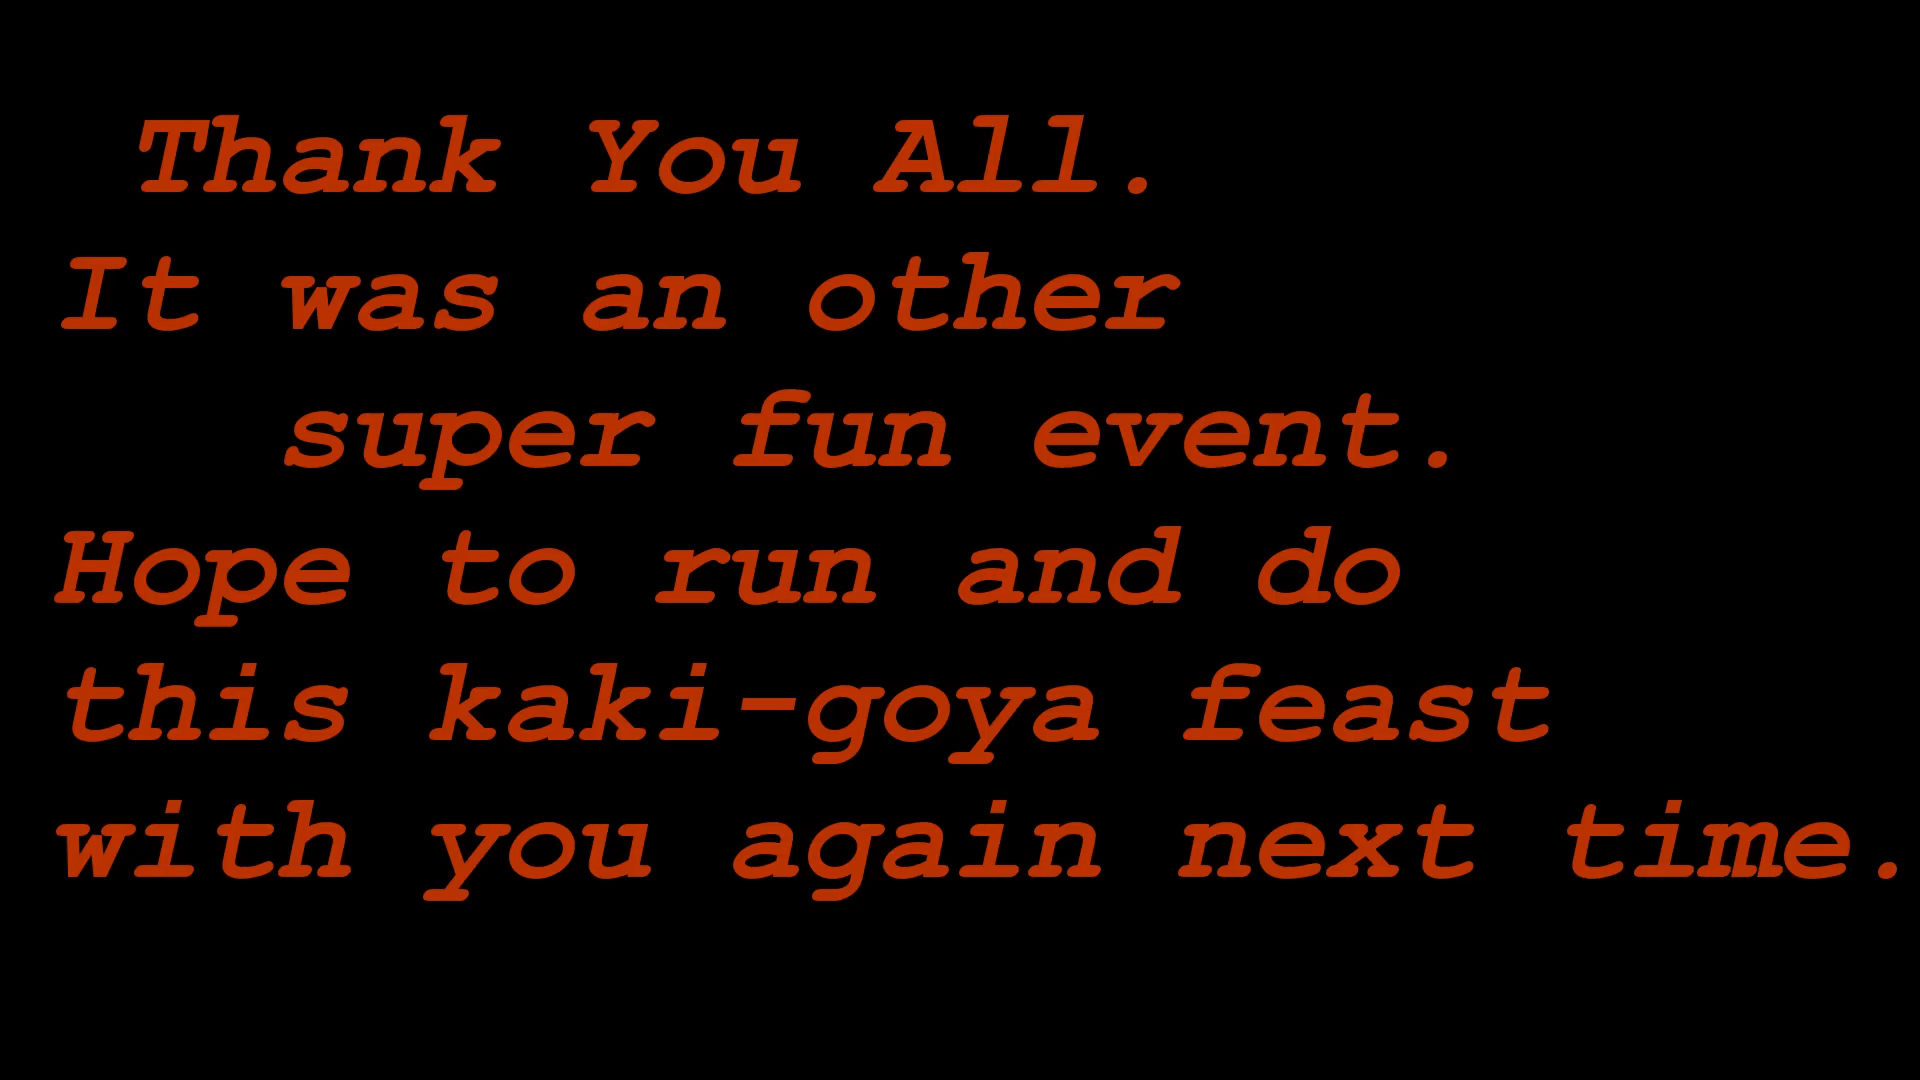 Thank You All.
It was an other
super fun event.
Hope to run and do
this kaki-goya feast
with you again next time.